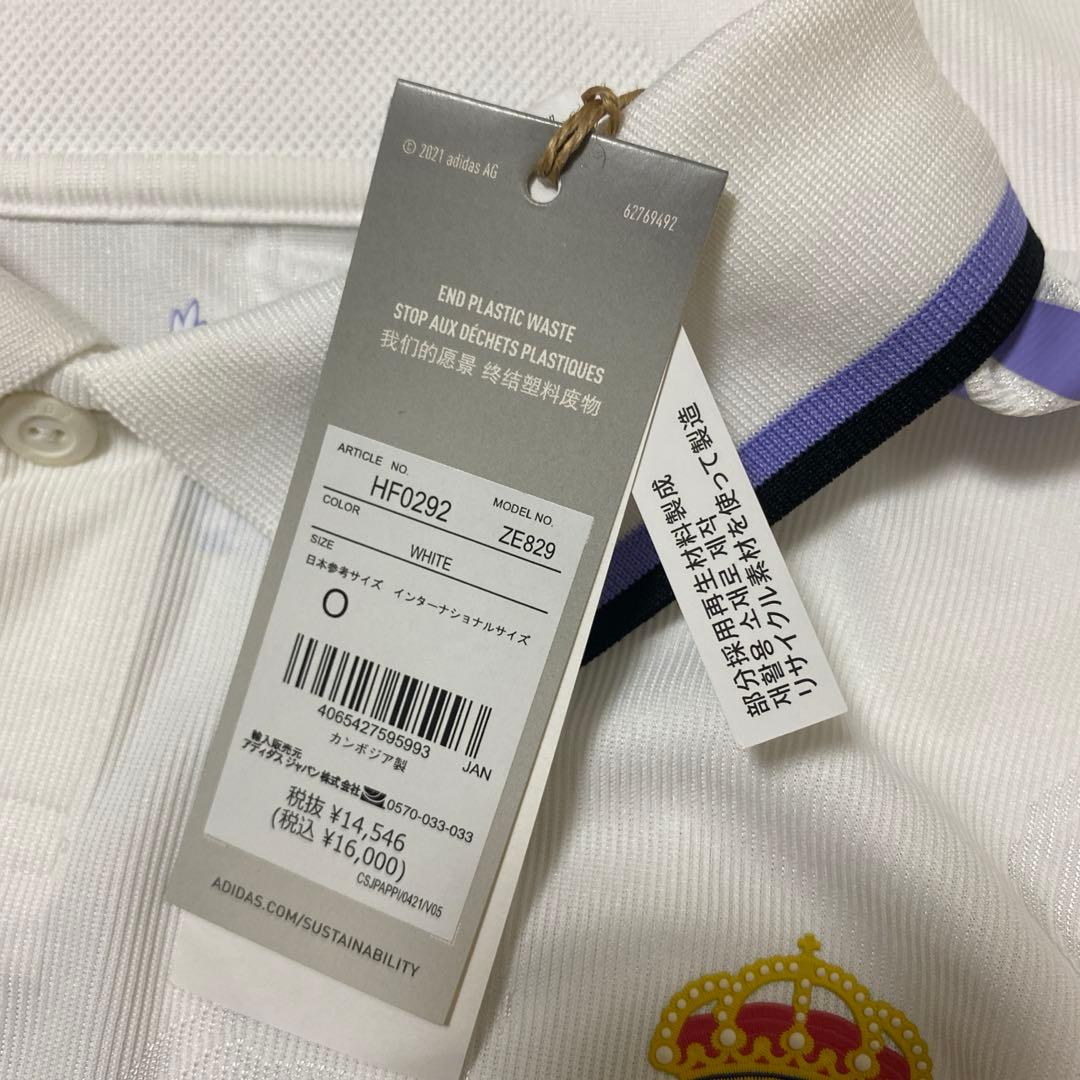 © 2021 adidas AG
62769492
END PLASTIC WASTE
STOP AUX DÉCHETS PLASTIQUES
我们的愿景 终结塑料废物
ARTICLE NO.
HF0292
MODEL NO.
ZE829
COLOR
WHITE
SIZE
日本参考サイズ インターナショナルサイズ
O
4065427595993
JAN
カンボジア製
輸入販売元
アディダス ジャパン株式会社 0570-033-033
税抜 ¥14,546
(税込 ¥16,000)
CSJPAPPI/0421/V05
ADIDAS.COM/SUSTAINABILITY
部分採用再生材料製成
재활용 소재로 제작
リサイクル素材を使って製造